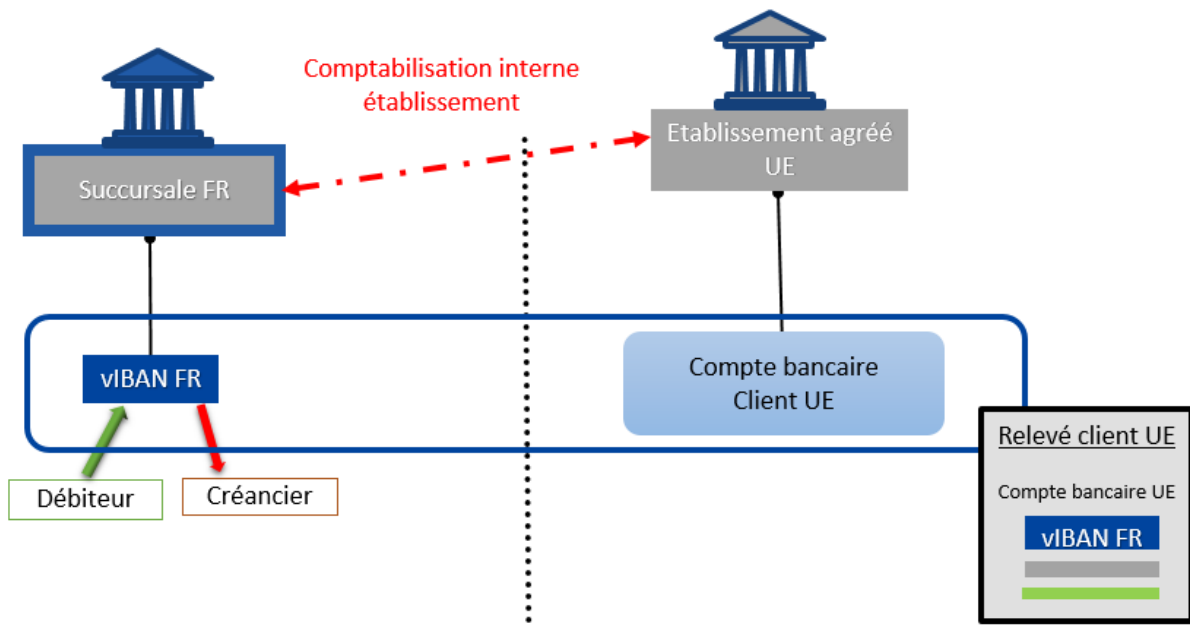 Comptabilisation interne
établissement
Etablissement agréé
UE
Succursale FR
vIBAN FR
Compte bancaire
Client UE
Débiteur
Créancier
Relevé client UE
Compte bancaire UE
vIBAN FR